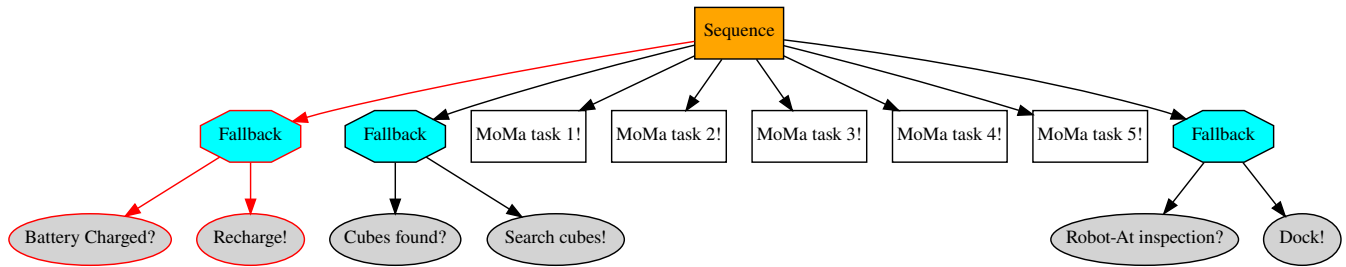 Sequence
Fallback
Fallback
MoMa task 1!
MoMa task 2!
MoMa task 3!
MoMa task 4!
MoMa task 5!
Fallback
Battery Charged?
Recharge!
Cubes found?
Search cubes!
Robot-At inspection?
Dock!